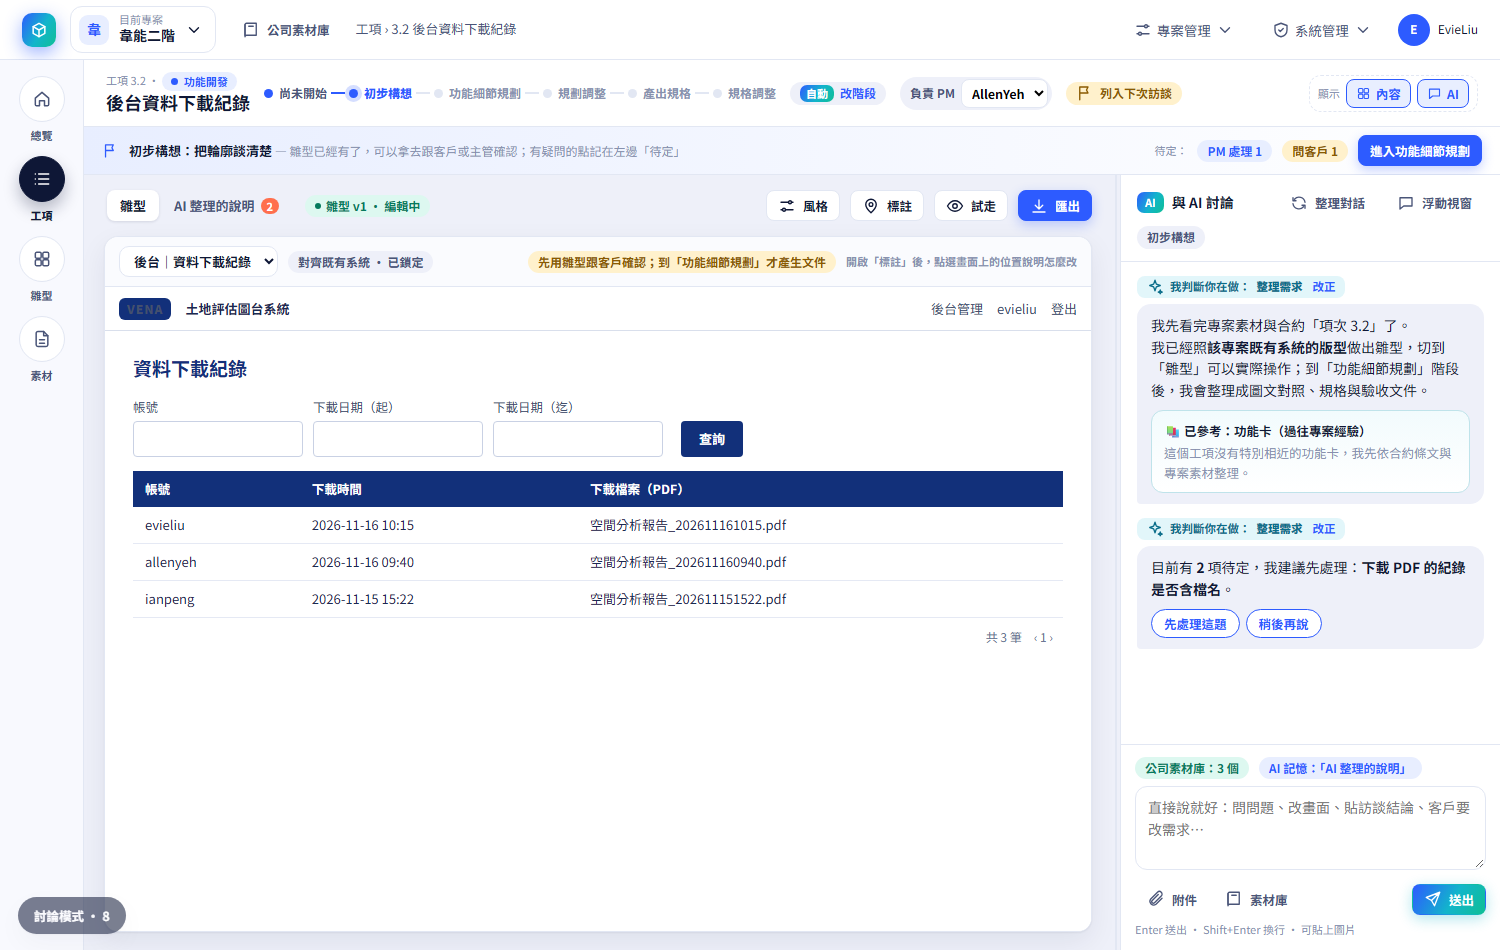 目前專案
韋
韋能二階
公司素材庫
工項 › 3.2 後台資料下載紀錄
專案管理
系統管理
E
EvieLiu
總覽
工項
雛型
素材
工項 3.2 •
功能開發
後台資料下載紀錄
尚未開始
初步構想
功能細節規劃
規劃調整
產出規格
規格調整
自動 改階段
負責 PM
AllenYeh
列入下次訪談
顯示
內容
AI
初步構想：把輪廓談清楚 — 雛型已經有了，可以拿去跟客戶或主管確認；有疑問的點記在左邊「待定」
待定：
PM 處理 1
問客戶 1
進入功能細節規劃
雛型
AI 整理的說明 2
雛型 v1 • 編輯中
風格
標註
試走
匯出
後台｜資料下載紀錄
對齊既有系統 • 已鎖定
先用雛型跟客戶確認；到「功能細節規劃」才產生文件
開啟「標註」後，點選畫面上的位置說明怎麼改
VENA
土地評估圖台系統
後台管理
evieliu
登出
資料下載紀錄
帳號
下載日期（起）
下載日期（迄）
查詢
帳號 下載時間 下載檔案（PDF）
evieliu 2026-11-16 10:15 空間分析報告_202611161015.pdf
allenyeh 2026-11-16 09:40 空間分析報告_202611160940.pdf
ianpeng 2026-11-15 15:22 空間分析報告_202611151522.pdf
共 3 筆 ‹ 1 ›
討論模式 • 8
AI
與 AI 討論
整理對話
浮動視窗
初步構想
我判斷你在做： 整理需求 改正
我先看完專案素材與合約「項次 3.2」了。
我已經照該專案既有系統的版型做出雛型，切到
「雛型」可以實際操作；到「功能細節規劃」階段
後，我會整理成圖文對照、規格與驗收文件。
已參考：功能卡（過往專案經驗）
這個工項沒有特別相近的功能卡，我先依合約條文與
專案素材整理。
我判斷你在做： 整理需求 改正
目前有 2 項待定，我建議先處理：下載 PDF 的紀錄
是否含檔名。
先處理這題
稍後再說
公司素材庫：3 個
AI 記憶：「AI 整理的說明」
直接說就好：問問題、改畫面、貼訪談結論、客戶要
改需求⋯
附件
素材庫
送出
Enter 送出 • Shift+Enter 換行 • 可貼上圖片